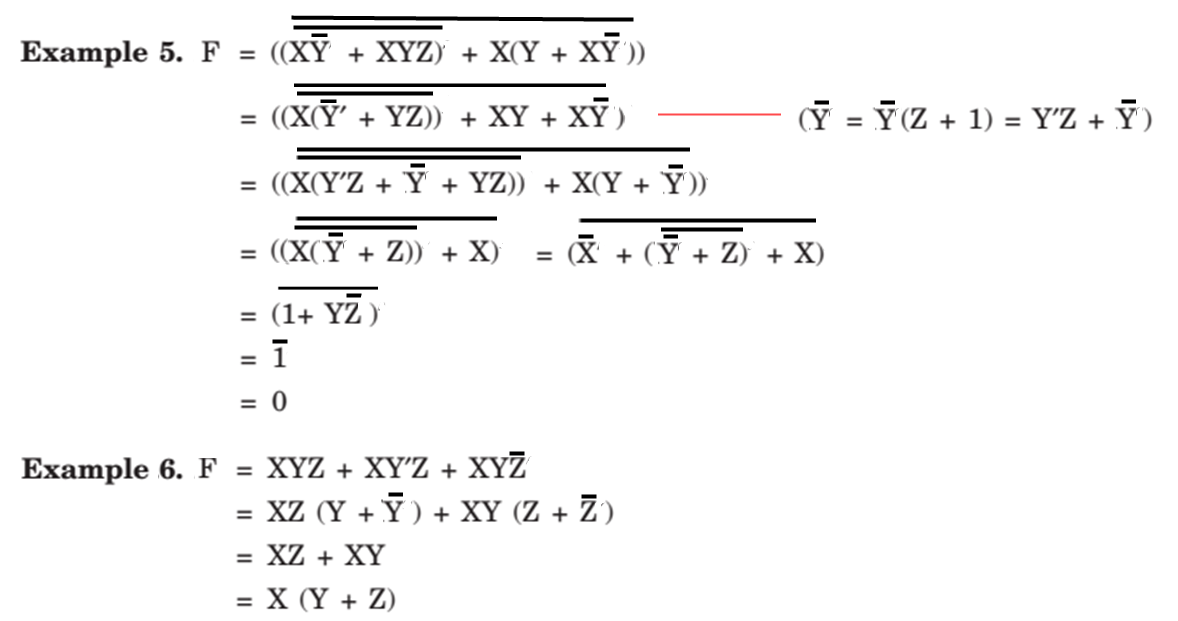 Example 5. F = ((XȲ + XYZ) + X(Y + XȲ))
= ((X(Ȳ′ + YZ)) + XY + XȲ) (Ȳ = Ȳ(Z + 1) = Y′Z + Ȳ)
= ((X(Y′Z + Ȳ + YZ)) + X(Y + Ȳ))
= ((X(Ȳ + Z)) + X) = (X̄ + (Ȳ + Z) + X)
= (1+ YZ̄ )
= 1̄
= 0
Example 6. F = XYZ + XY′Z + XYZ̄
= XZ (Y + Ȳ ) + XY (Z + Z̄ )
= XZ + XY
= X (Y + Z)